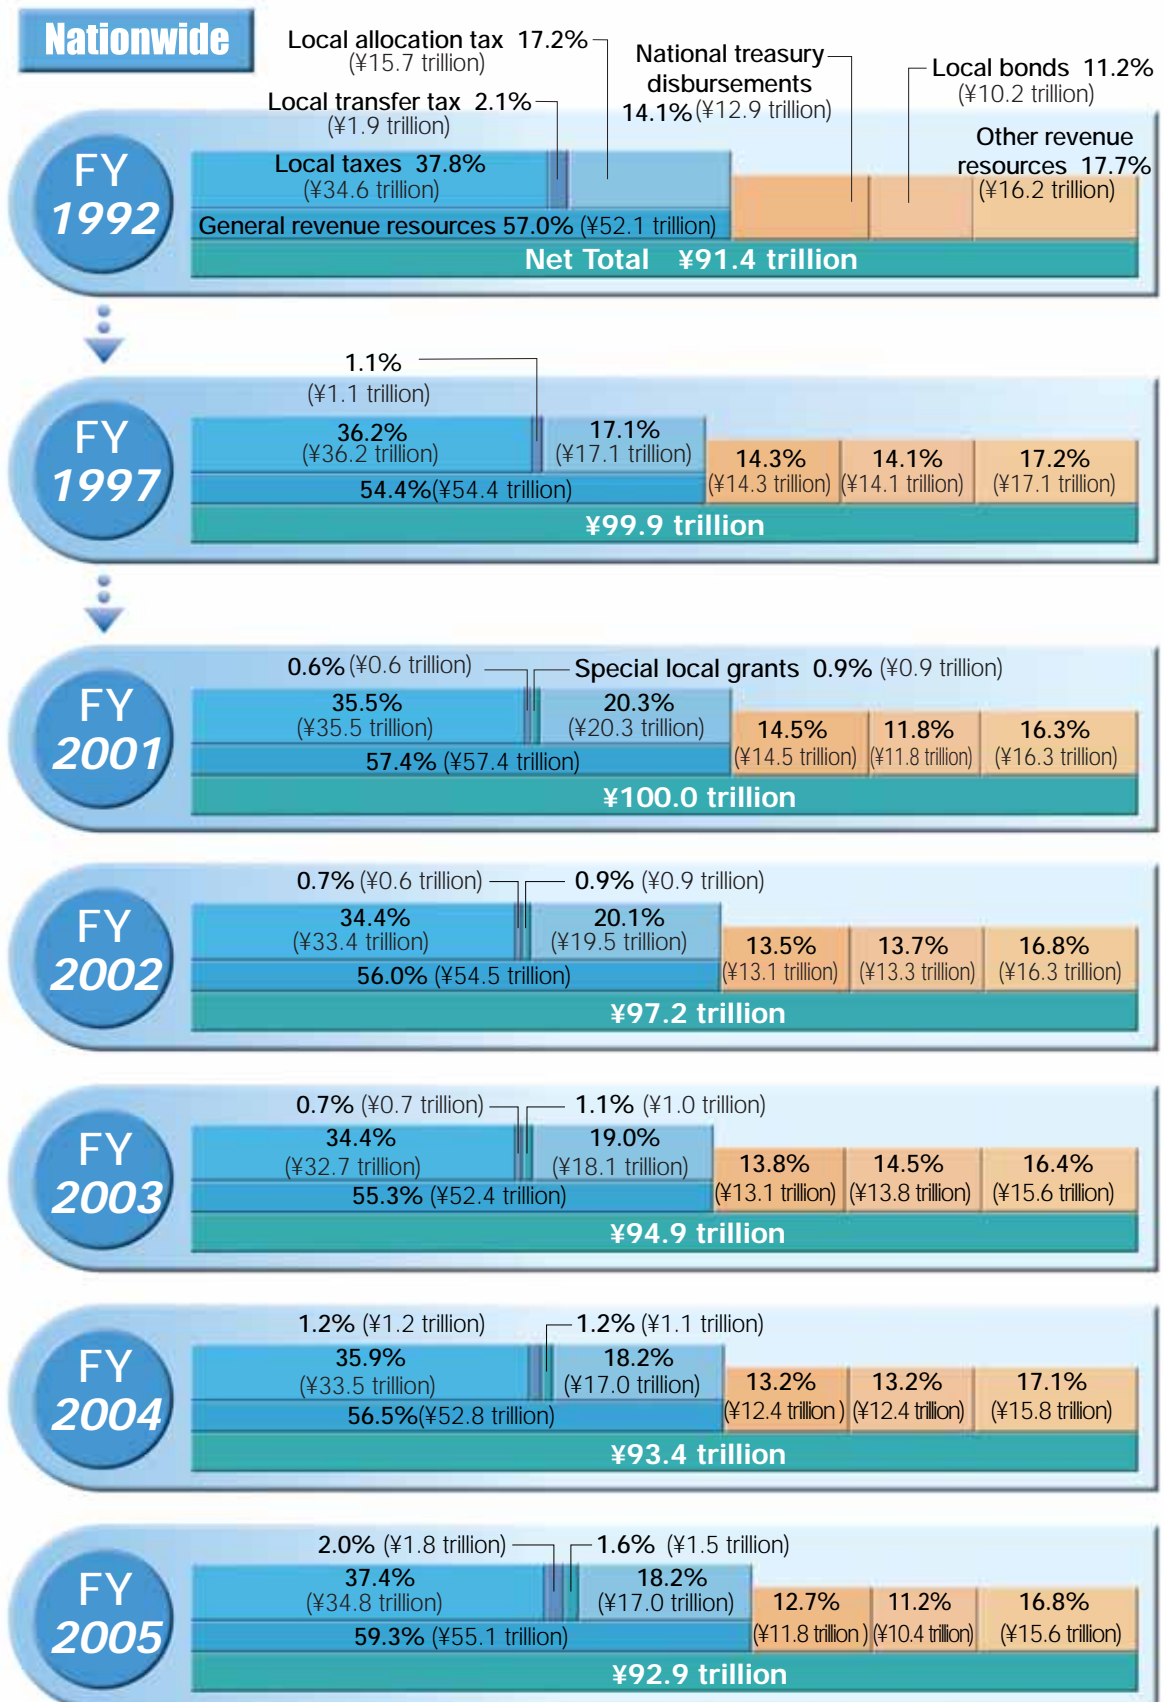 Nationwide
Local allocation tax 17.2%
(¥15.7 trillion)
Local transfer tax 2.1%
(¥1.9 trillion)
National treasury
disbursements
14.1% (¥12.9 trillion)
Local bonds 11.2%
(¥10.2 trillion)
Other revenue
resources 17.7%
(¥16.2 trillion)
FY
1992
Local taxes 37.8%
(¥34.6 trillion)
General revenue resources 57.0% (¥52.1 trillion)
Net Total ¥91.4 trillion
1.1%
(¥1.1 trillion)
FY
1997
36.2%
(¥36.2 trillion)
17.1%
(¥17.1 trillion)
54.4%(¥54.4 trillion)
14.3%
(¥14.3 trillion)
14.1%
(¥14.1 trillion)
17.2%
(¥17.1 trillion)
¥99.9 trillion
0.6% (¥0.6 trillion)
Special local grants 0.9% (¥0.9 trillion)
FY
2001
35.5%
(¥35.5 trillion)
20.3%
(¥20.3 trillion)
57.4% (¥57.4 trillion)
14.5%
(¥14.5 trillion)
11.8%
(¥11.8 trillion)
16.3%
(¥16.3 trillion)
¥100.0 trillion
0.7% (¥0.6 trillion)
0.9% (¥0.9 trillion)
FY
2002
34.4%
(¥33.4 trillion)
20.1%
(¥19.5 trillion)
56.0% (¥54.5 trillion)
13.5%
(¥13.1 trillion)
13.7%
(¥13.3 trillion)
16.8%
(¥16.3 trillion)
¥97.2 trillion
0.7% (¥0.7 trillion)
1.1% (¥1.0 trillion)
FY
2003
34.4%
(¥32.7 trillion)
19.0%
(¥18.1 trillion)
55.3% (¥52.4 trillion)
13.8%
(¥13.1 trillion)
14.5%
(¥13.8 trillion)
16.4%
(¥15.6 trillion)
¥94.9 trillion
1.2% (¥1.2 trillion)
1.2% (¥1.1 trillion)
FY
2004
35.9%
(¥33.5 trillion)
18.2%
(¥17.0 trillion)
56.5%(¥52.8 trillion)
13.2%
(¥12.4 trillion )
13.2%
(¥12.4 trillion)
17.1%
(¥15.8 trillion)
¥93.4 trillion
2.0% (¥1.8 trillion)
1.6% (¥1.5 trillion)
FY
2005
37.4%
(¥34.8 trillion)
18.2%
(¥17.0 trillion)
59.3% (¥55.1 trillion)
12.7%
(¥11.8 trillion )
11.2%
(¥10.4 trillion)
16.8%
(¥15.6 trillion)
¥92.9 trillion